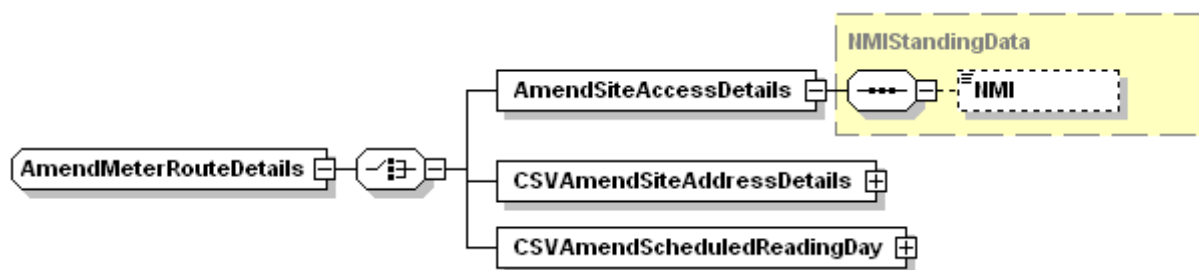 NMIStandingData
AmendSiteAccessDetails
NMI
AmendMeterRouteDetails
CSVAmendSiteAddressDetails
CSVAmendScheduledReadingDay